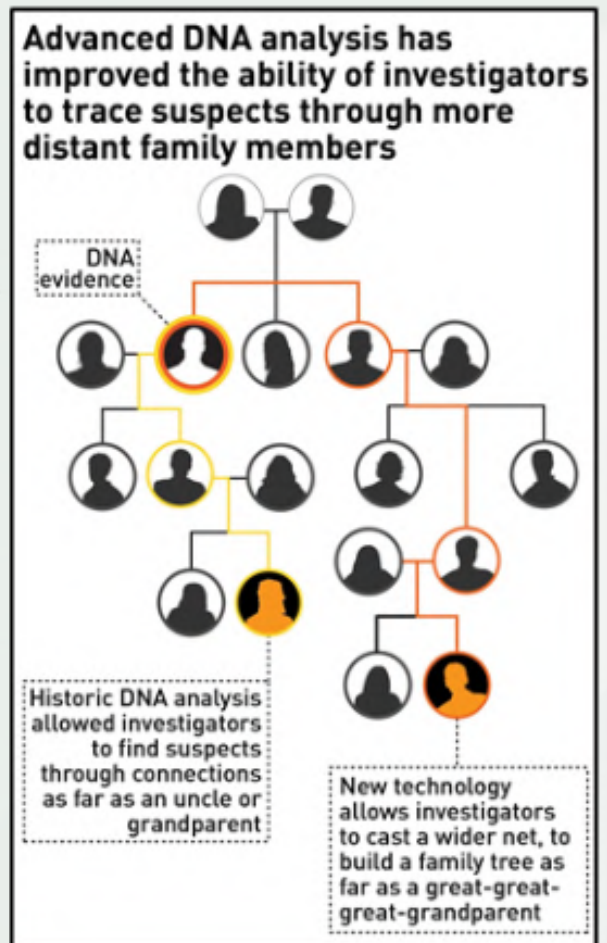 Advanced DNA analysis has
improved the ability of investigators
to trace suspects through more
distant family members
DNA
evidence
Historic DNA analysis
allowed investigators
to find suspects
through connections
as far as an uncle or
grandparent
New technology
allows investigators
to cast a wider net, to
build a family tree as
far as a great-great-
great-grandparent